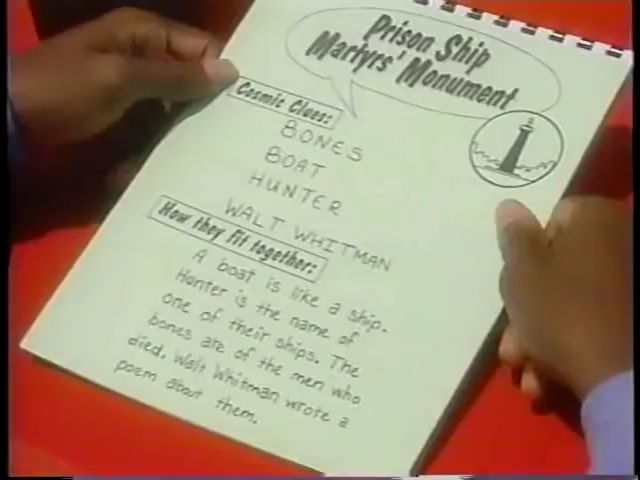 Prison Ship
Martyrs' Monument
Cosmic Clues:
BONES
BOAT
HUNTER
WALT WHITMAN
How they fit together:
A boat is like a ship.
Hunter is the name of
one of their ships. The
bones are of the men who
died. Walt Whitman wrote a
poem about them.